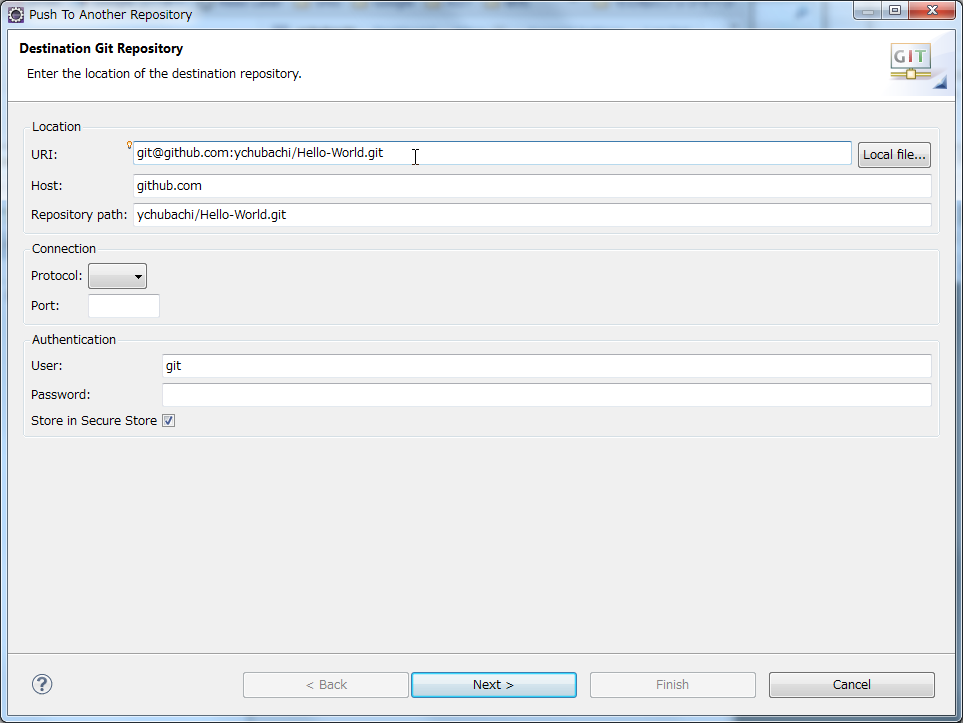 Push To Another Repository
Destination Git Repository
Enter the location of the destination repository.
GIT
Location
URI: git@github.com:ychubachi/Hello-World.git Local file...
Host: github.com
Repository path: ychubachi/Hello-World.git
Connection
Protocol:
Port:
Authentication
User: git
Password:
Store in Secure Store
? < Back Next > Finish Cancel